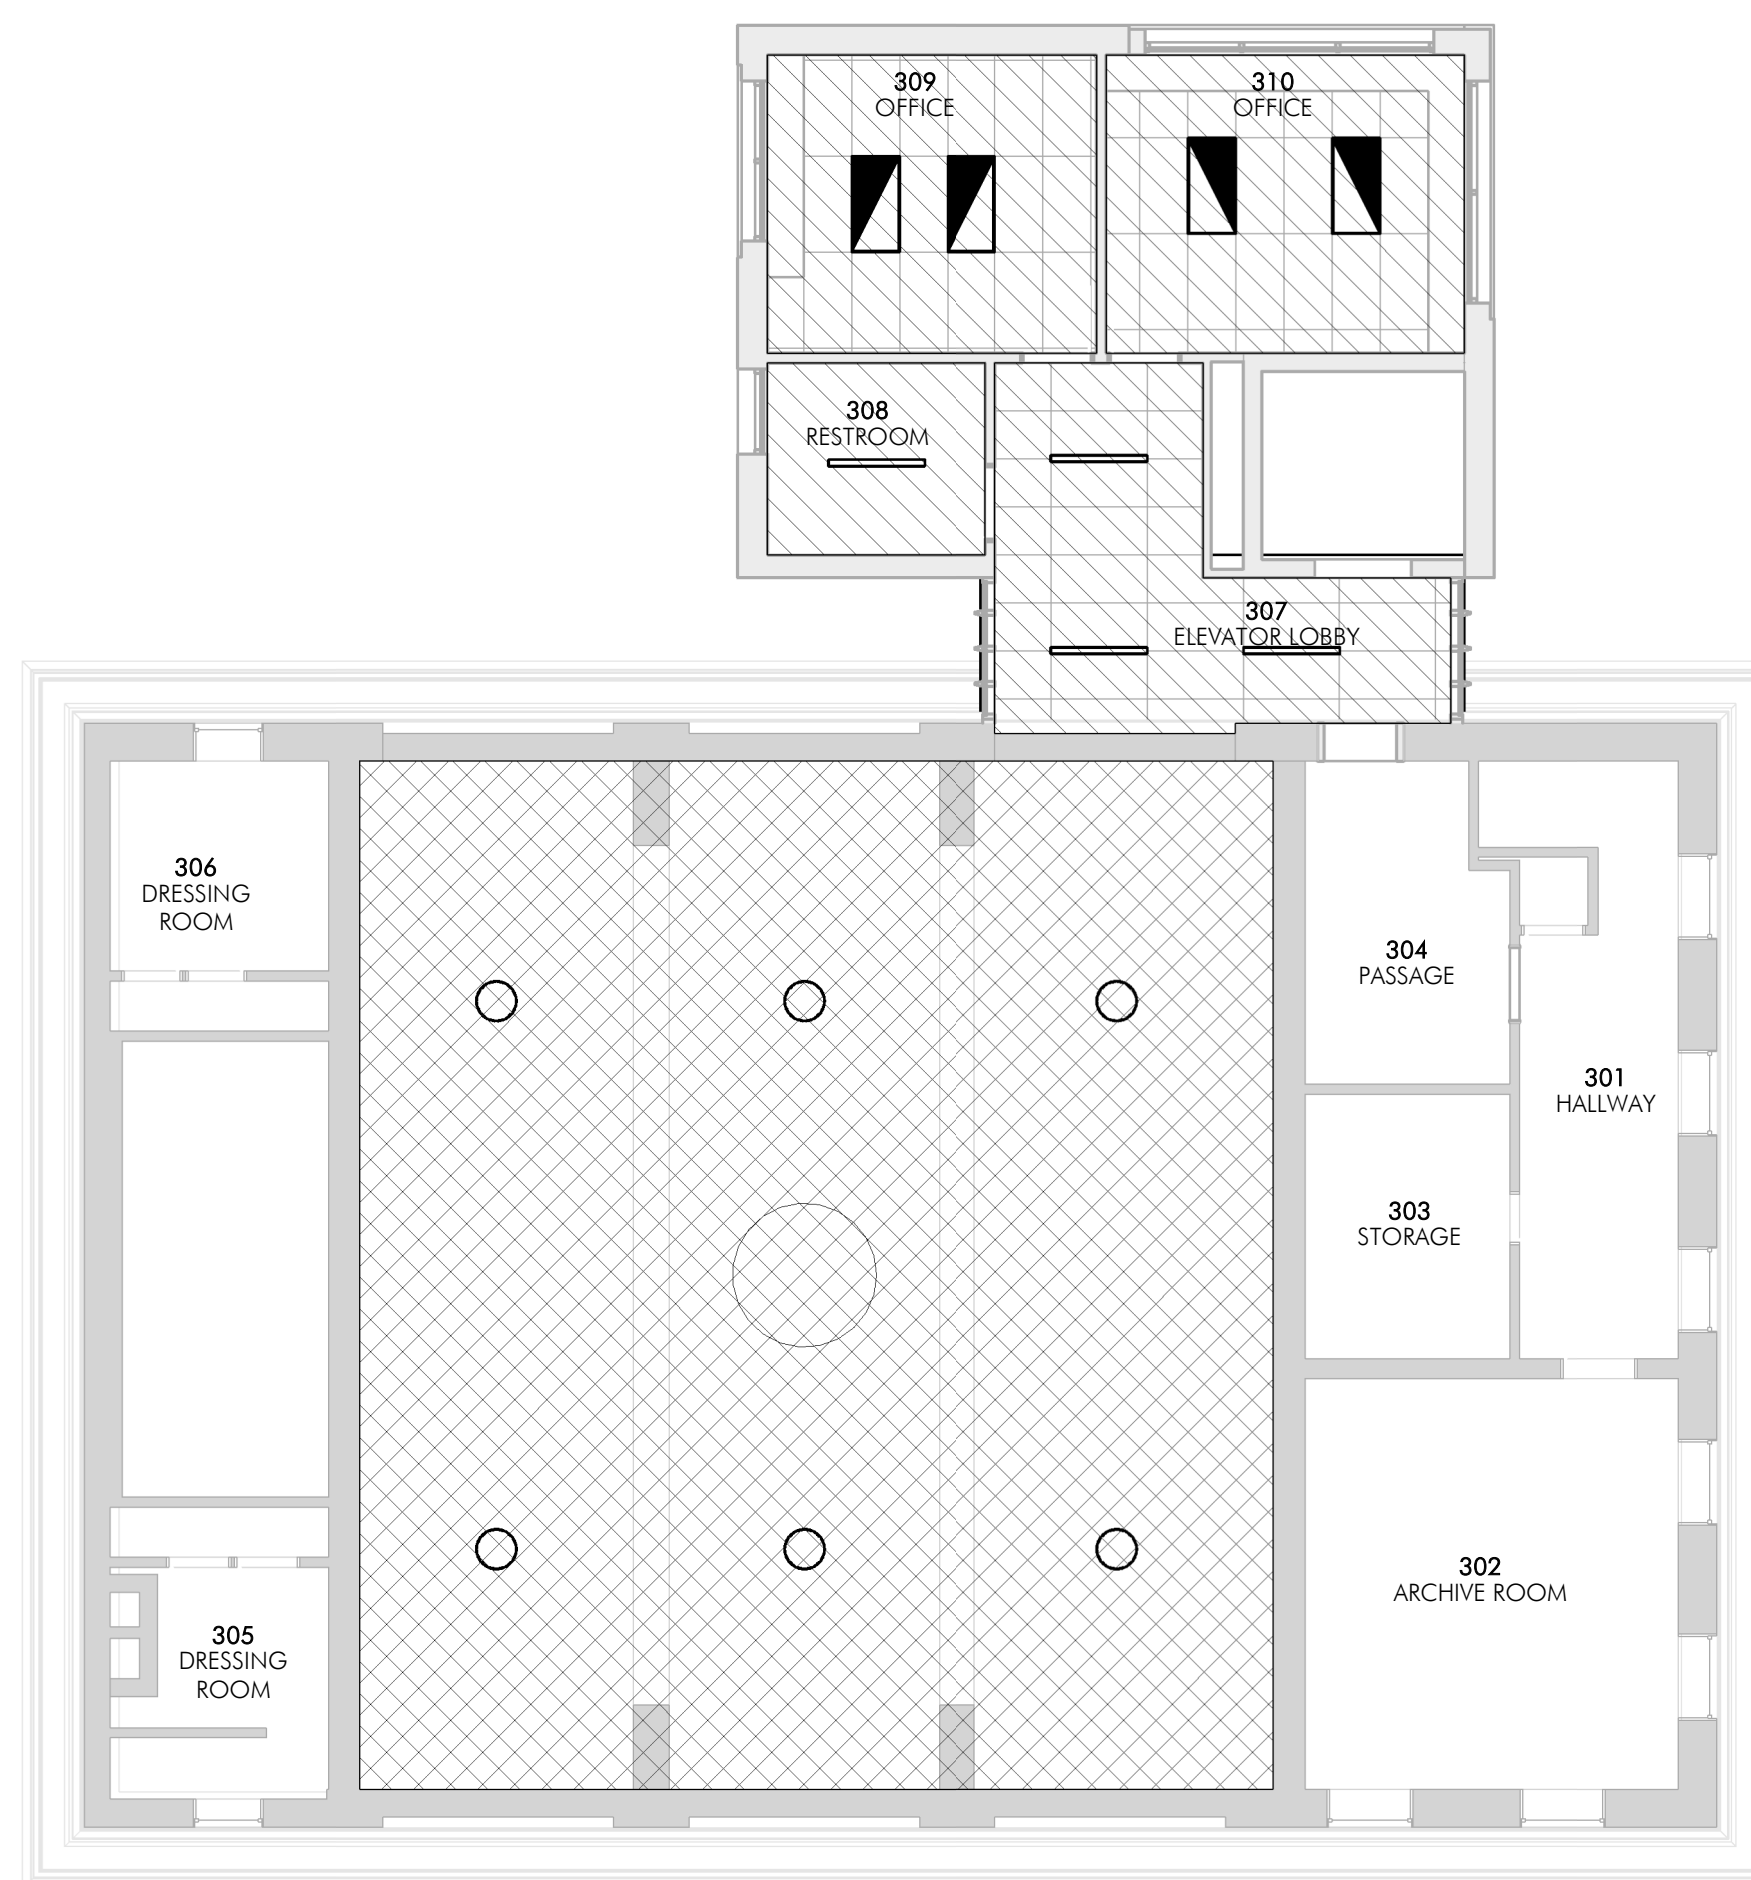 309
OFFICE
310
OFFICE
308
RESTROOM
307
ELEVATOR LOBBY
306
DRESSING
ROOM
304
PASSAGE
301
HALLWAY
303
STORAGE
302
ARCHIVE ROOM
305
DRESSING
ROOM